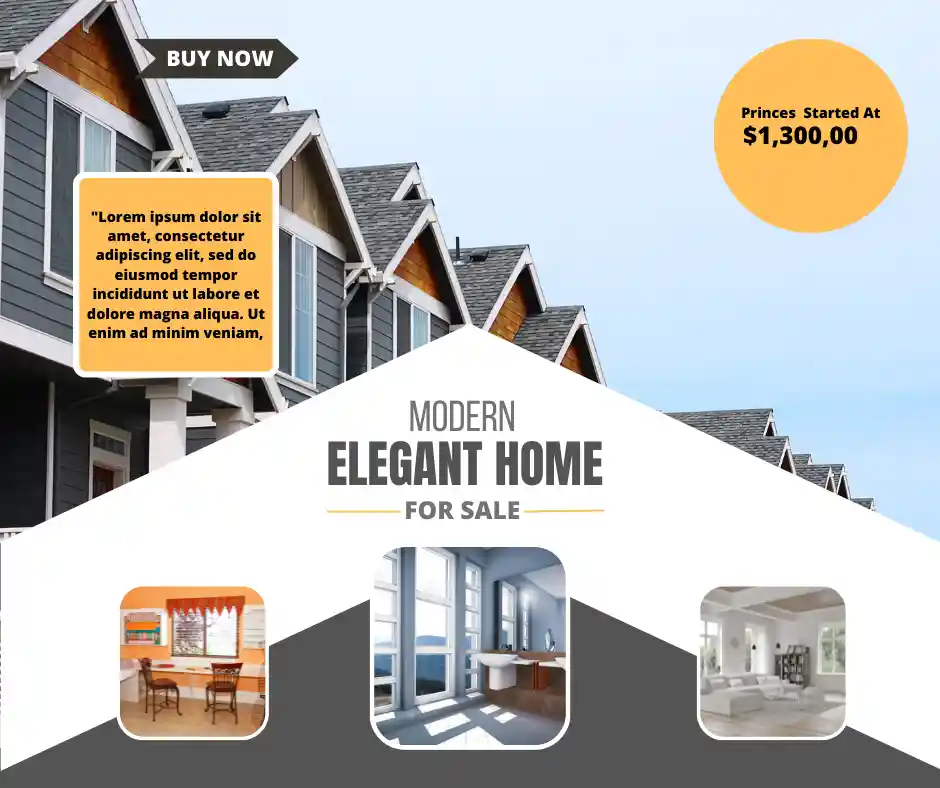 BUY NOW
Princes Started At
$1,300,00
"Lorem ipsum dolor sit
amet, consectetur
adipiscing elit, sed do
eiusmod tempor
incididunt ut labore et
dolore magna aliqua. Ut
enim ad minim veniam,
MODERN
ELEGANT HOME
FOR SALE